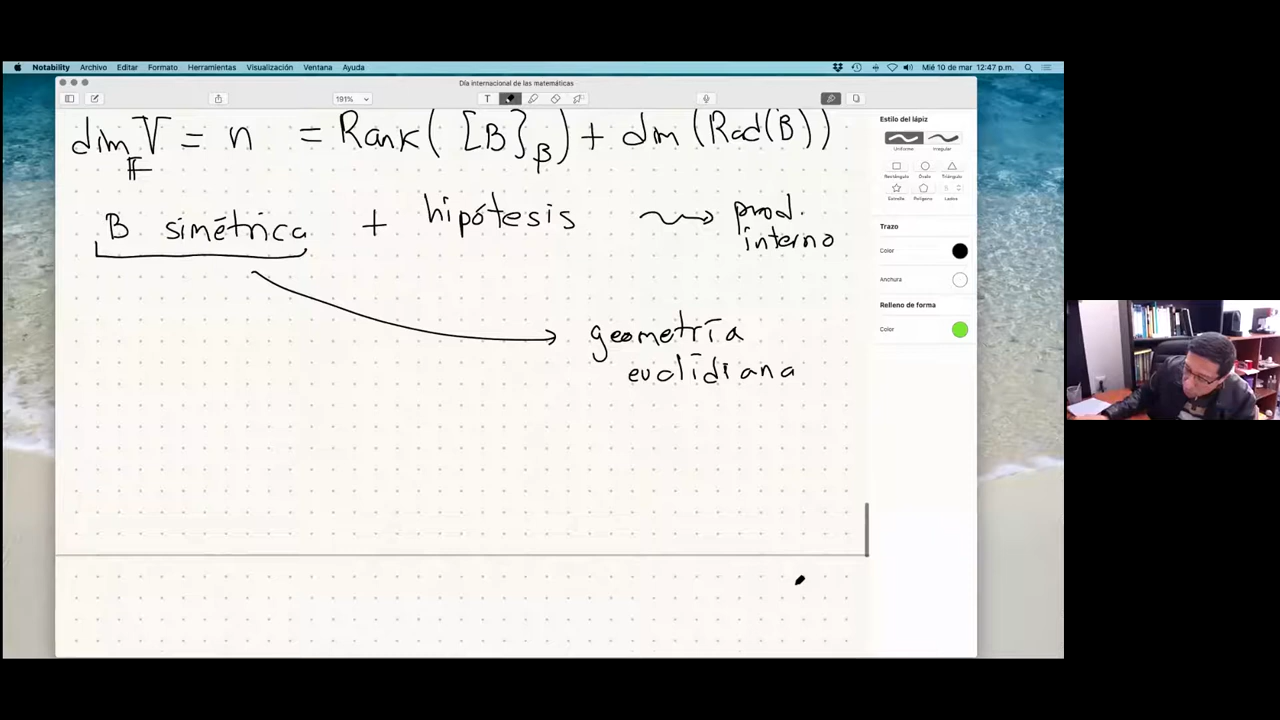 Notability Archivo Editar Formato Herramientas Visualización Ventana Ayuda Mié 10 de mar 12:47 p.m.
Día internacional de las matemáticas
191% T
Estilo del lápiz
Uniforme Irregular
Rectángulo Óvalo Triángulo
Estrella Polígono Lados
Trazo
Color
Anchura
Relleno de forma
Color
dim_F V = n = Rank([B]_β) + dim(Rad(B))
B simétrica + hipótesis ⇝ prod. interno
geometría
euclidiana